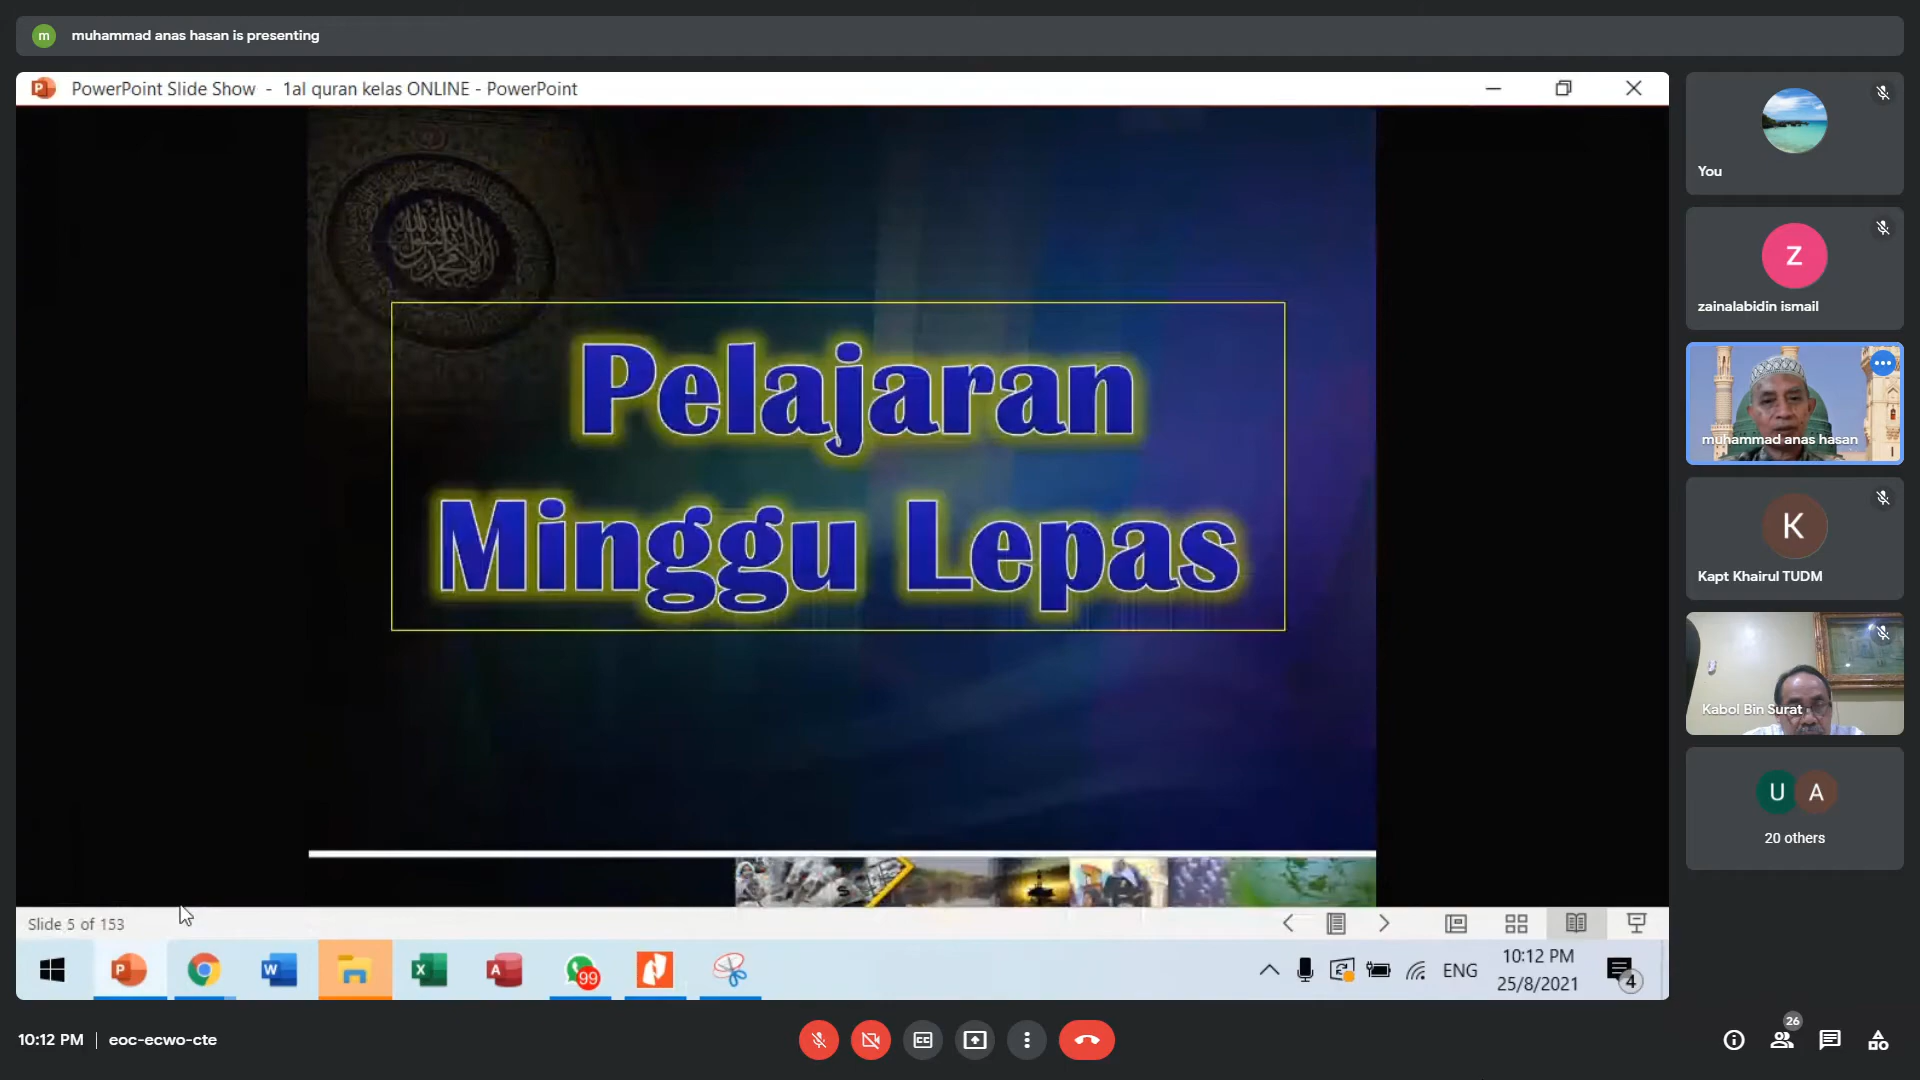 m
muhammad anas hasan is presenting
PowerPoint Slide Show - 1al quran kelas ONLINE - PowerPoint
Pelajaran
Minggu Lepas
Slide 5 of 153
99
ENG
10:12 PM
25/8/2021
4
You
Z
zainalabidin ismail
muhammad anas hasan
K
Kapt Khairul TUDM
Kabol Bin Surat
U A
20 others
10:12 PM | eoc-ecwo-cte
26